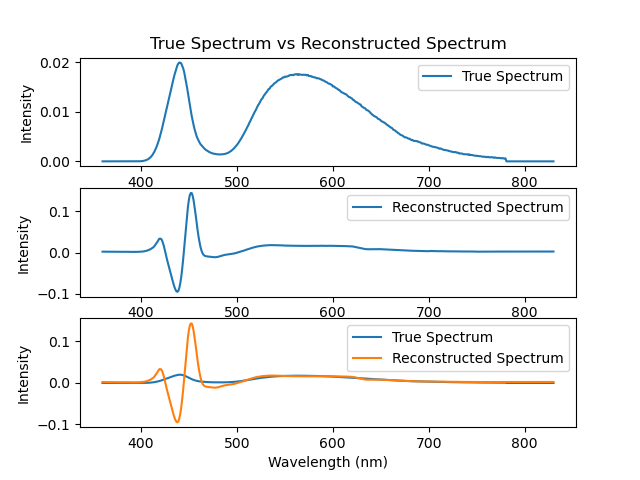 True Spectrum vs Reconstructed Spectrum
0.02
0.01
0.00
Intensity
True Spectrum
400 500 600 700 800
0.1
0.0
−0.1
Intensity
Reconstructed Spectrum
400 500 600 700 800
0.1
0.0
−0.1
Intensity
True Spectrum
Reconstructed Spectrum
400 500 600 700 800
Wavelength (nm)